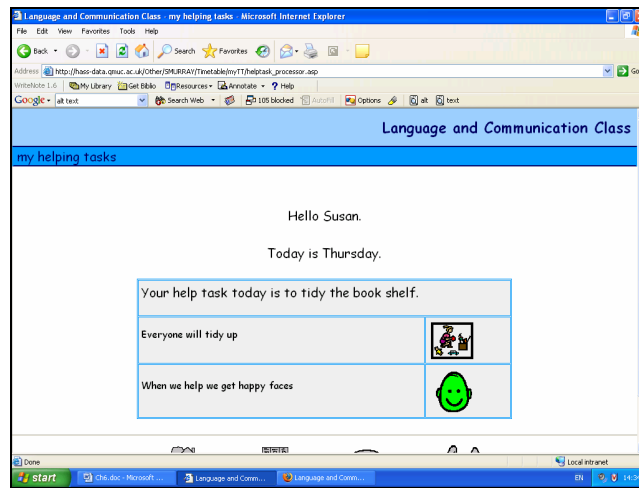 Language and Communication Class - my helping tasks - Microsoft Internet Explorer
File Edit View Favorites Tools Help
Back Search Favorites
Address http://hass-data.qmuc.ac.uk/Other/SMURRAY/Timetable/myTT/helptask_processor.asp Go
WriteNote 1.6 My Library Get Biblio Resources Annotate ? Help
Google alt text Search Web 105 blocked AutoFill Options alt text
Language and Communication Class
my helping tasks
Hello Susan.
Today is Thursday.
Your help task today is to tidy the book shelf.
Everyone will tidy up
When we help we get happy faces
Done Local intranet
start Ch6.doc - Microsoft ... Language and Comm... Language and Comm... EN